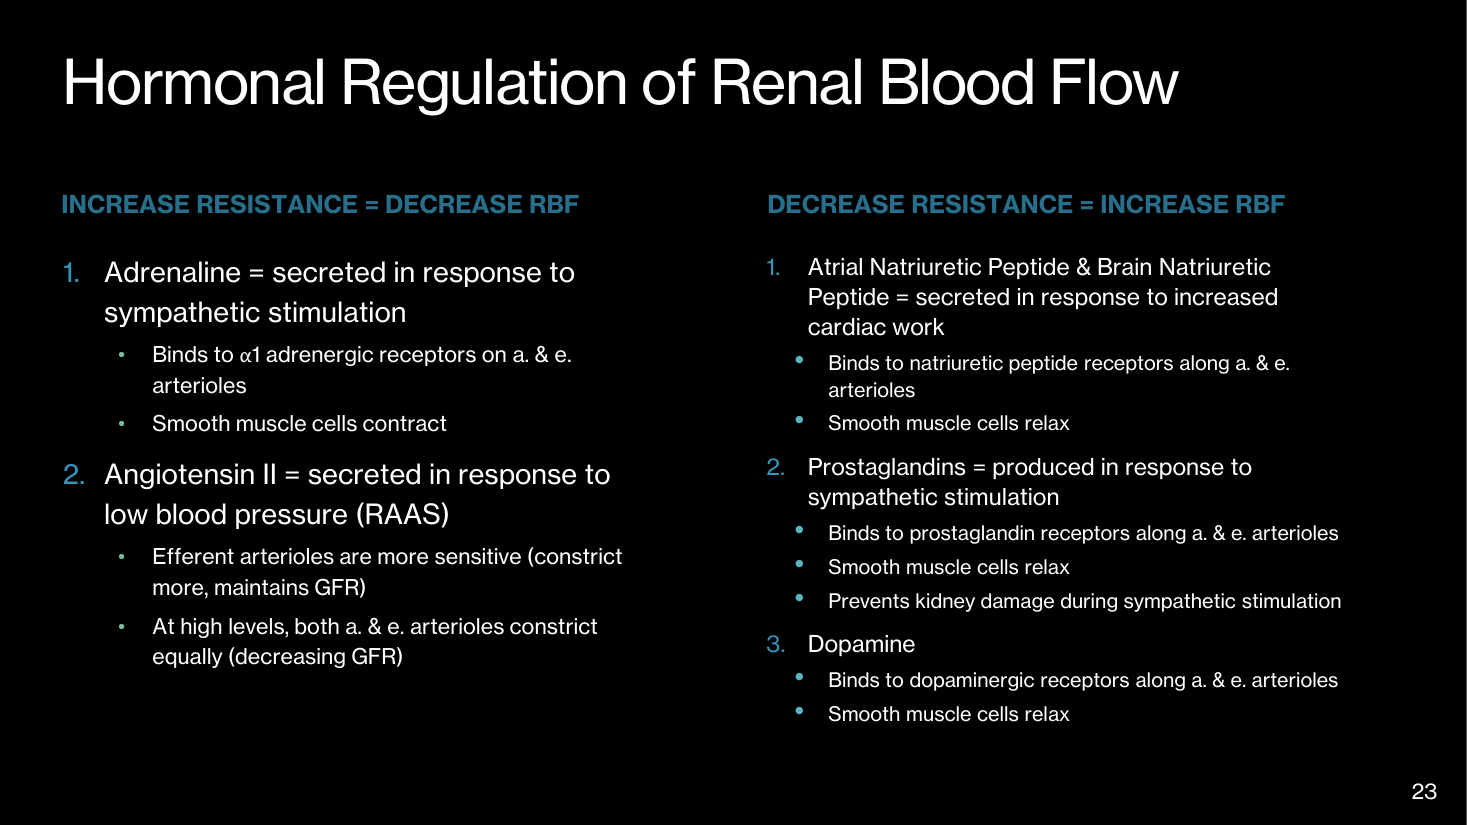 Hormonal Regulation of Renal Blood Flow
INCREASE RESISTANCE = DECREASE RBF
1. Adrenaline = secreted in response to
sympathetic stimulation
• Binds to α1 adrenergic receptors on a. & e.
arterioles
• Smooth muscle cells contract
2. Angiotensin II = secreted in response to
low blood pressure (RAAS)
• Efferent arterioles are more sensitive (constrict
more, maintains GFR)
• At high levels, both a. & e. arterioles constrict
equally (decreasing GFR)
DECREASE RESISTANCE = INCREASE RBF
1. Atrial Natriuretic Peptide & Brain Natriuretic
Peptide = secreted in response to increased
cardiac work
• Binds to natriuretic peptide receptors along a. & e.
arterioles
• Smooth muscle cells relax
2. Prostaglandins = produced in response to
sympathetic stimulation
• Binds to prostaglandin receptors along a. & e. arterioles
• Smooth muscle cells relax
• Prevents kidney damage during sympathetic stimulation
3. Dopamine
• Binds to dopaminergic receptors along a. & e. arterioles
• Smooth muscle cells relax
23